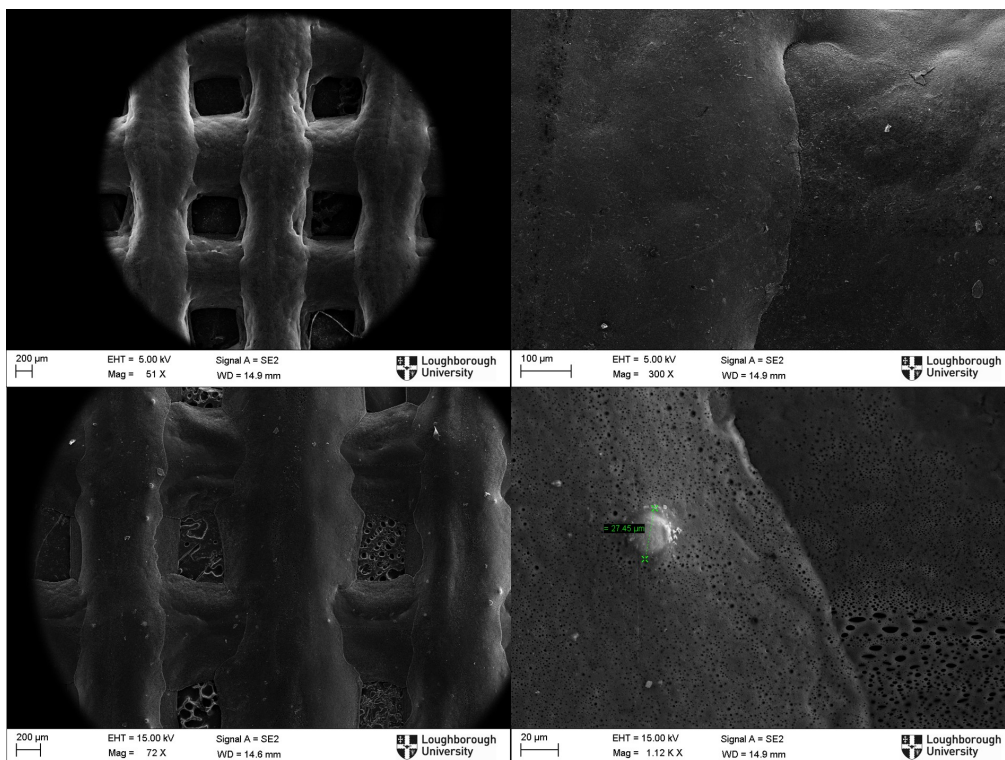 200 µm
EHT = 5.00 kV
Signal A = SE2
Mag = 51 X
WD = 14.9 mm
Loughborough
University
100 µm
EHT = 5.00 kV
Signal A = SE2
Mag = 300 X
WD = 14.9 mm
Loughborough
University
200 µm
EHT = 15.00 kV
Signal A = SE2
Mag = 72 X
WD = 14.6 mm
Loughborough
University
= 27.45 µm
20 µm
EHT = 15.00 kV
Signal A = SE2
Mag = 1.12 K X
WD = 14.9 mm
Loughborough
University